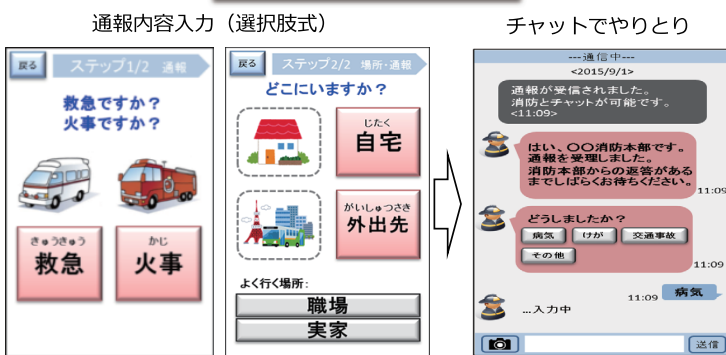 通報内容入力（選択肢式）
チャットでやりとり
戻る
ステップ1/2 通報
救急ですか？
火事ですか？
きゅうきゅう
救急
かじ
火事
戻る
ステップ2/2 場所・通報
どこにいますか？
じたく
自宅
がいしゅつさき
外出先
よく行く場所:
職場
実家
---通信中---
<2015/9/1>
通報が受信されました。
消防とチャットが可能です。
<11:09>
はい、〇〇消防本部です。
通報を受理しました。
消防本部からの返答がある
までしばらくお待ちください。
11:09
どうしましたか？
病気
けが
交通事故
その他
11:09
11:09
病気
...入力中
送信